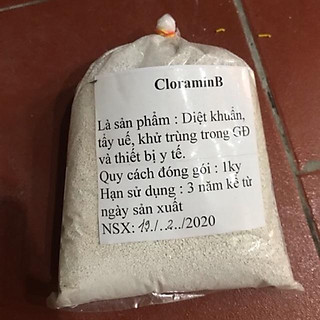 CloraminB
Là sản phẩm : Diệt khuẩn,
tẩy uế, khử trùng trong GĐ
và thiết bị y tế.
Quy cách đóng gói : 1ky
Hạn sử dụng : 3 năm kể từ
ngày sản xuất
NSX: 19./..2../2020